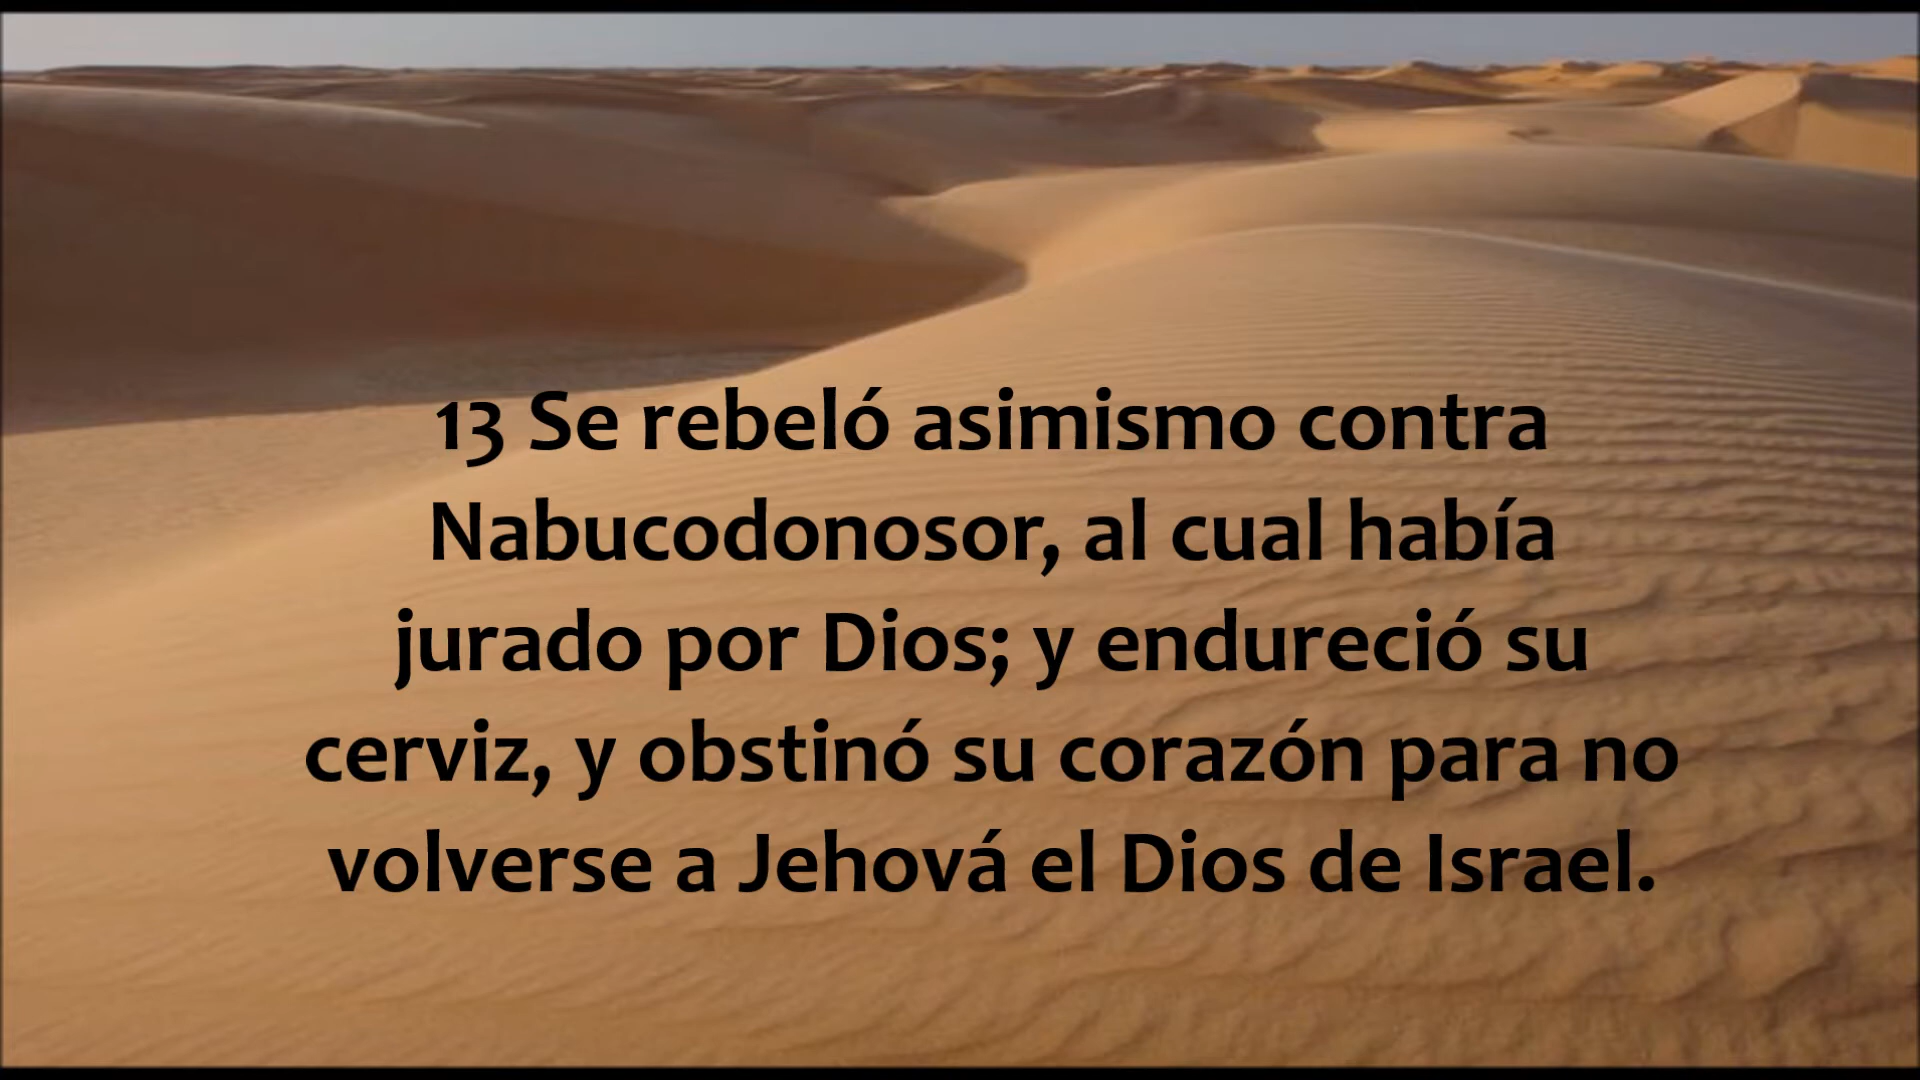 13 Se rebeló asimismo contra
Nabucodonosor, al cual había
jurado por Dios; y endureció su
cerviz, y obstinó su corazón para no
volverse a Jehová el Dios de Israel.